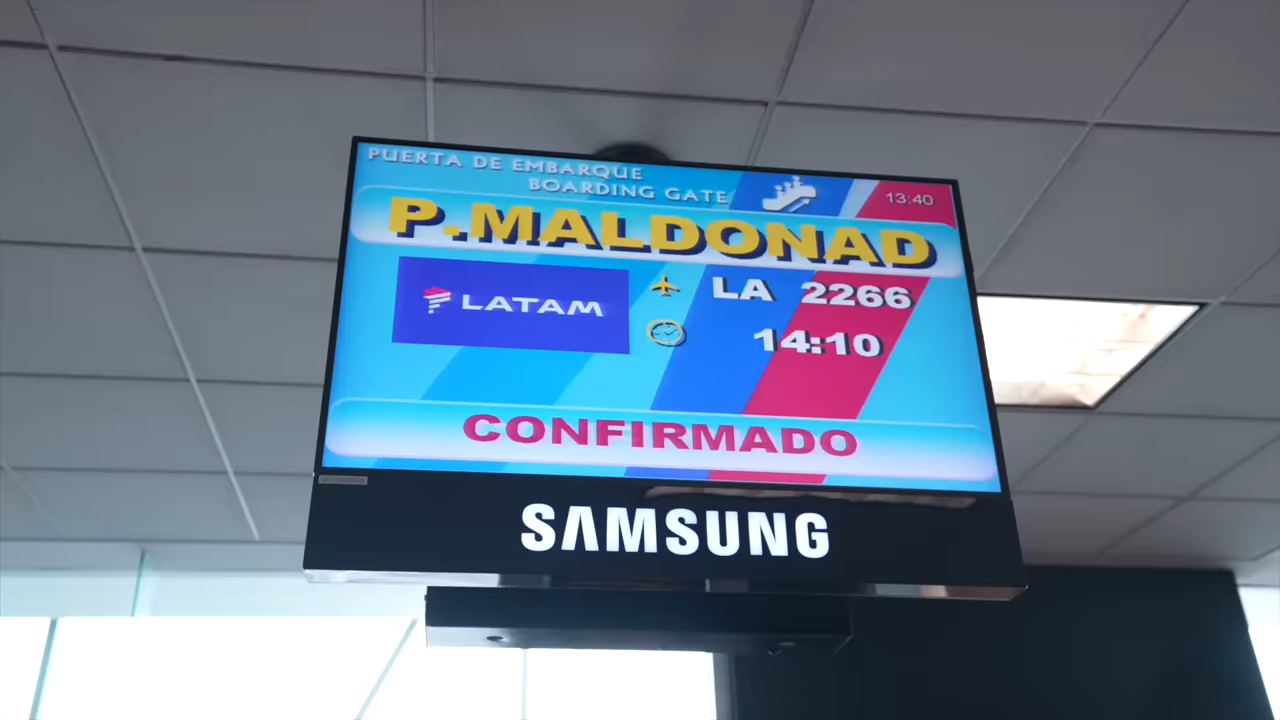 PUERTA DE EMBARQUE
BOARDING GATE
13:40
P.MALDONAD
LATAM
LA 2266
14:10
CONFIRMADO
SAMSUNG